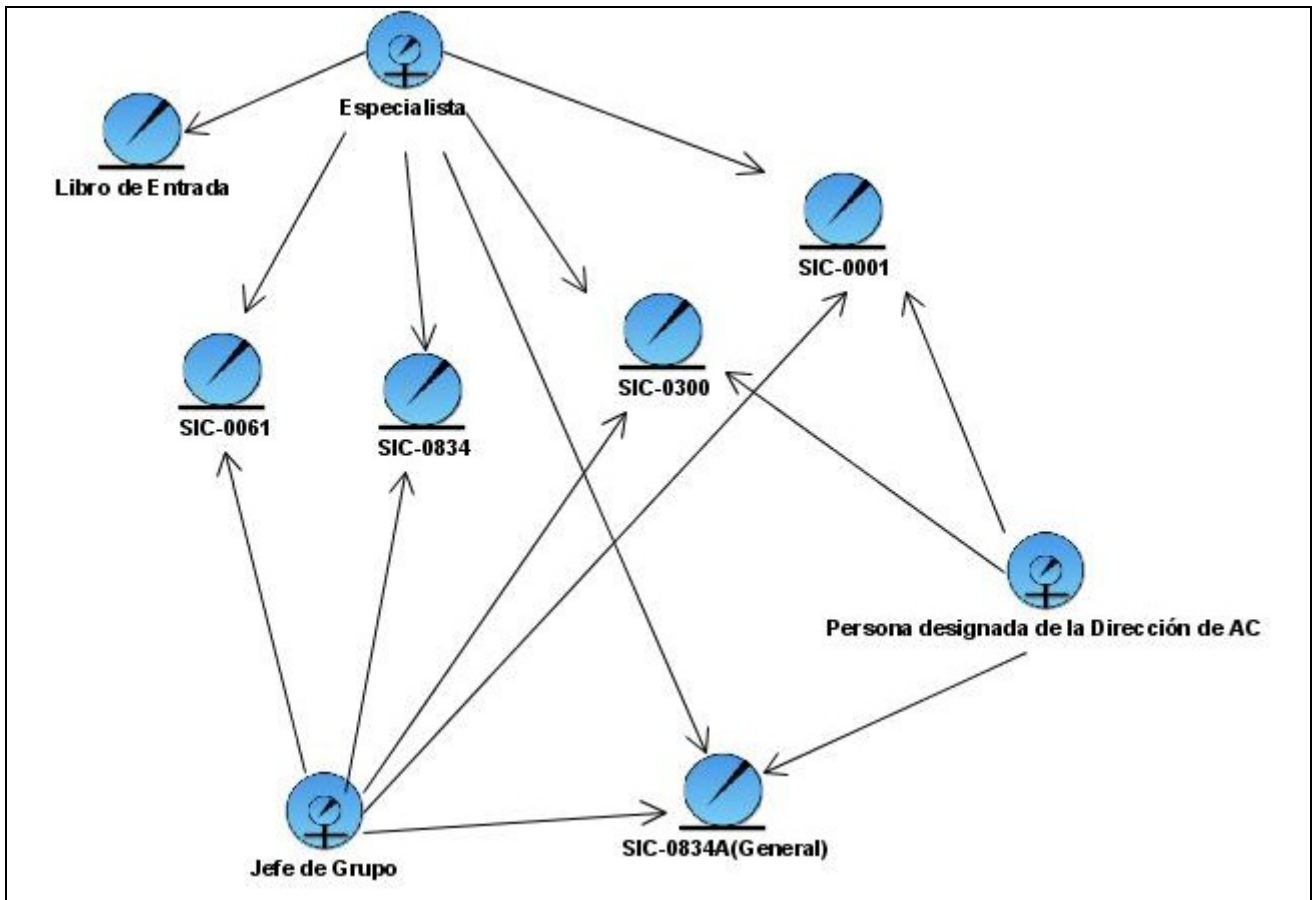 Especialista
Libro de Entrada
SIC-0001
SIC-0300
SIC-0061
SIC-0834
Persona designada de la Dirección de AC
SIC-0834A(General)
Jefe de Grupo